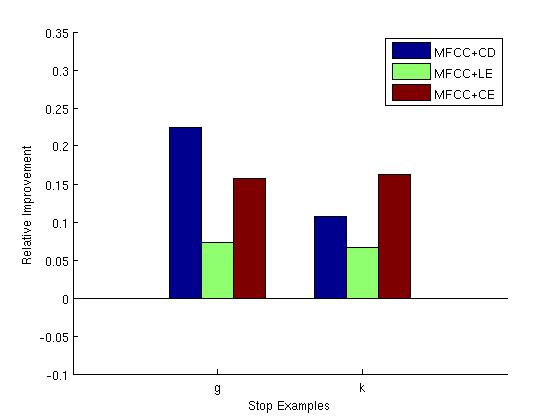 0.35
0.3
0.25
0.2
0.15
0.1
0.05
0
-0.05
-0.1
Relative Improvement
MFCC+CD
MFCC+LE
MFCC+CE
g k
Stop Examples